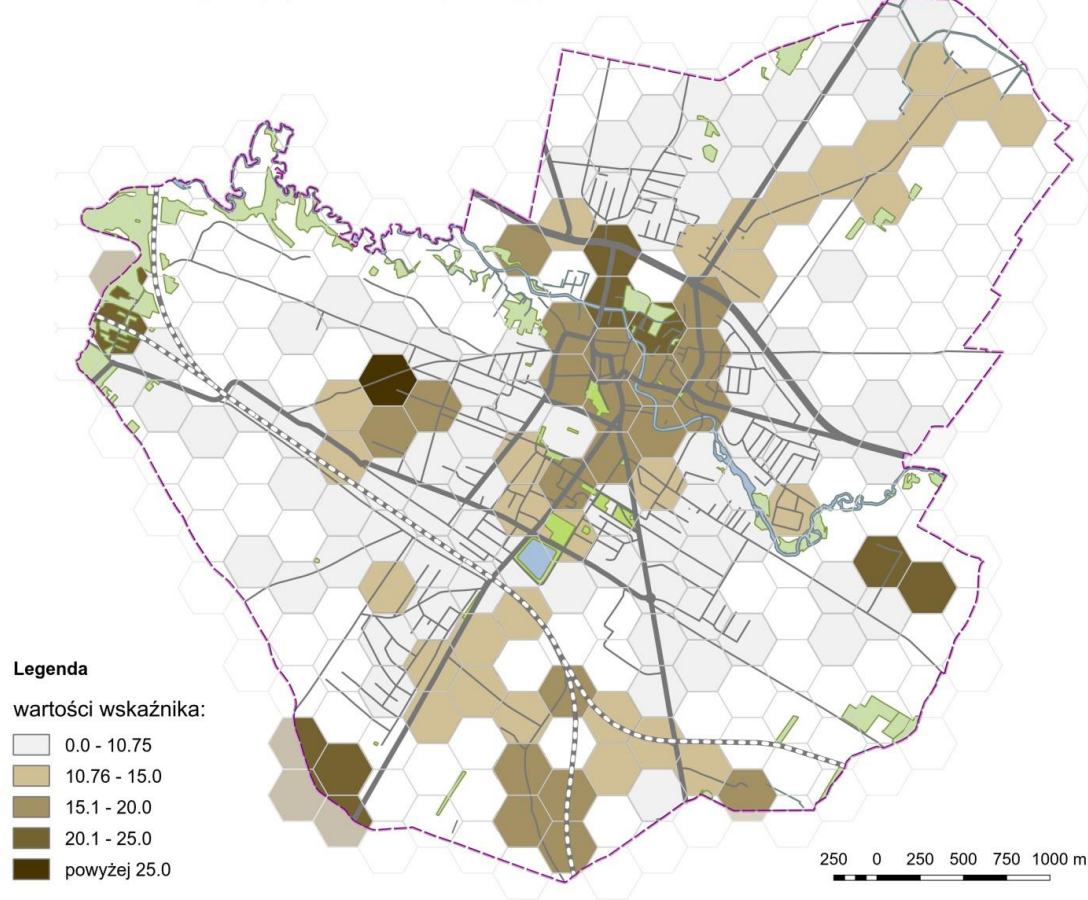 Legenda
wartości wskaźnika:
0.0 - 10.75
10.76 - 15.0
15.1 - 20.0
20.1 - 25.0
powyżej 25.0
250 0 250 500 750 1000 m